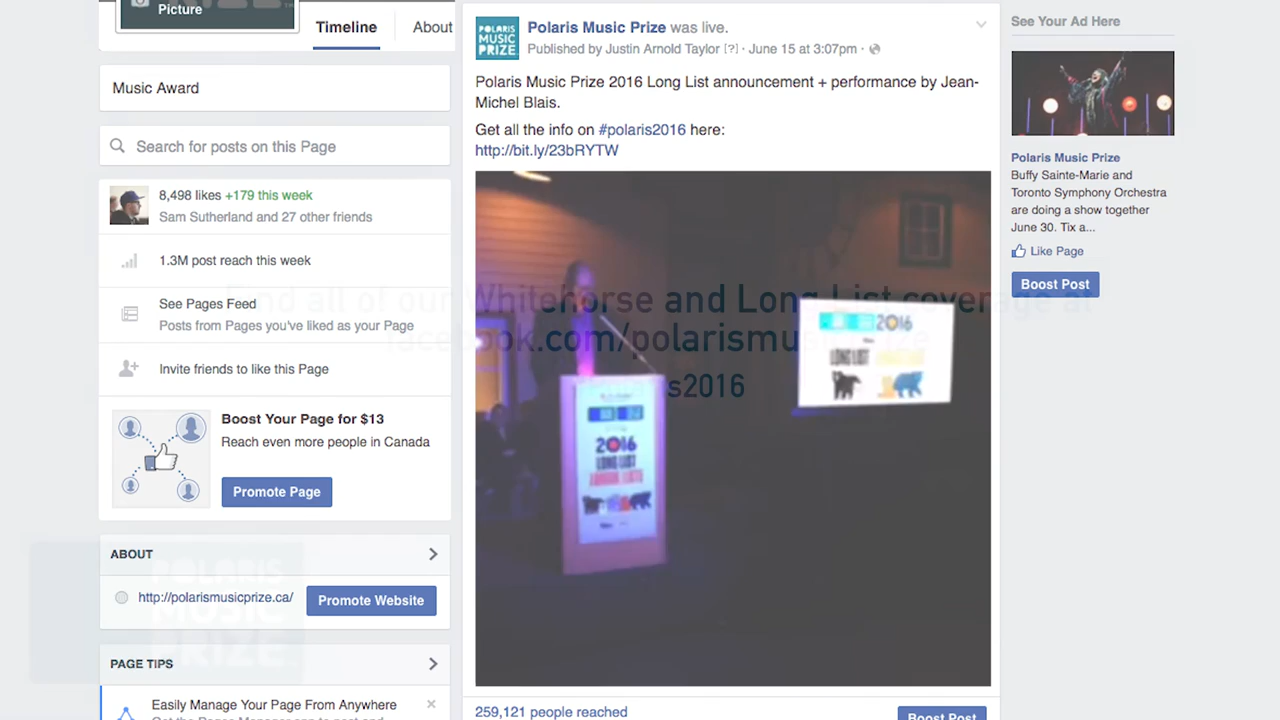 Picture
Timeline
About
Music Award
Search for posts on this Page
8,498 likes +179 this week
Sam Sutherland and 27 other friends
1.3M post reach this week
See Pages Feed
Posts from Pages you've liked as your Page
Invite friends to like this Page
Boost Your Page for $13
Reach even more people in Canada
Promote Page
ABOUT
http://polarismusicprize.ca/
Promote Website
PAGE TIPS
Easily Manage Your Page From Anywhere
POLARIS
MUSIC
PRIZE
POLARIS
MUSIC
PRIZE
Polaris Music Prize was live.
Published by Justin Arnold Taylor [?] · June 15 at 3:07pm ·
Polaris Music Prize 2016 Long List announcement + performance by Jean-
Michel Blais.
Get all the info on #polaris2016 here:
http://bit.ly/23bRYTW
Find all of our Whitehorse and Long List coverage at
facebook.com/polarismusicprize
2016
LONG LIST
2016
LONG LIST
259,121 people reached
Boost Post
See Your Ad Here
Polaris Music Prize
Buffy Sainte-Marie and
Toronto Symphony Orchestra
are doing a show together
June 30. Tix a...
Like Page
Boost Post